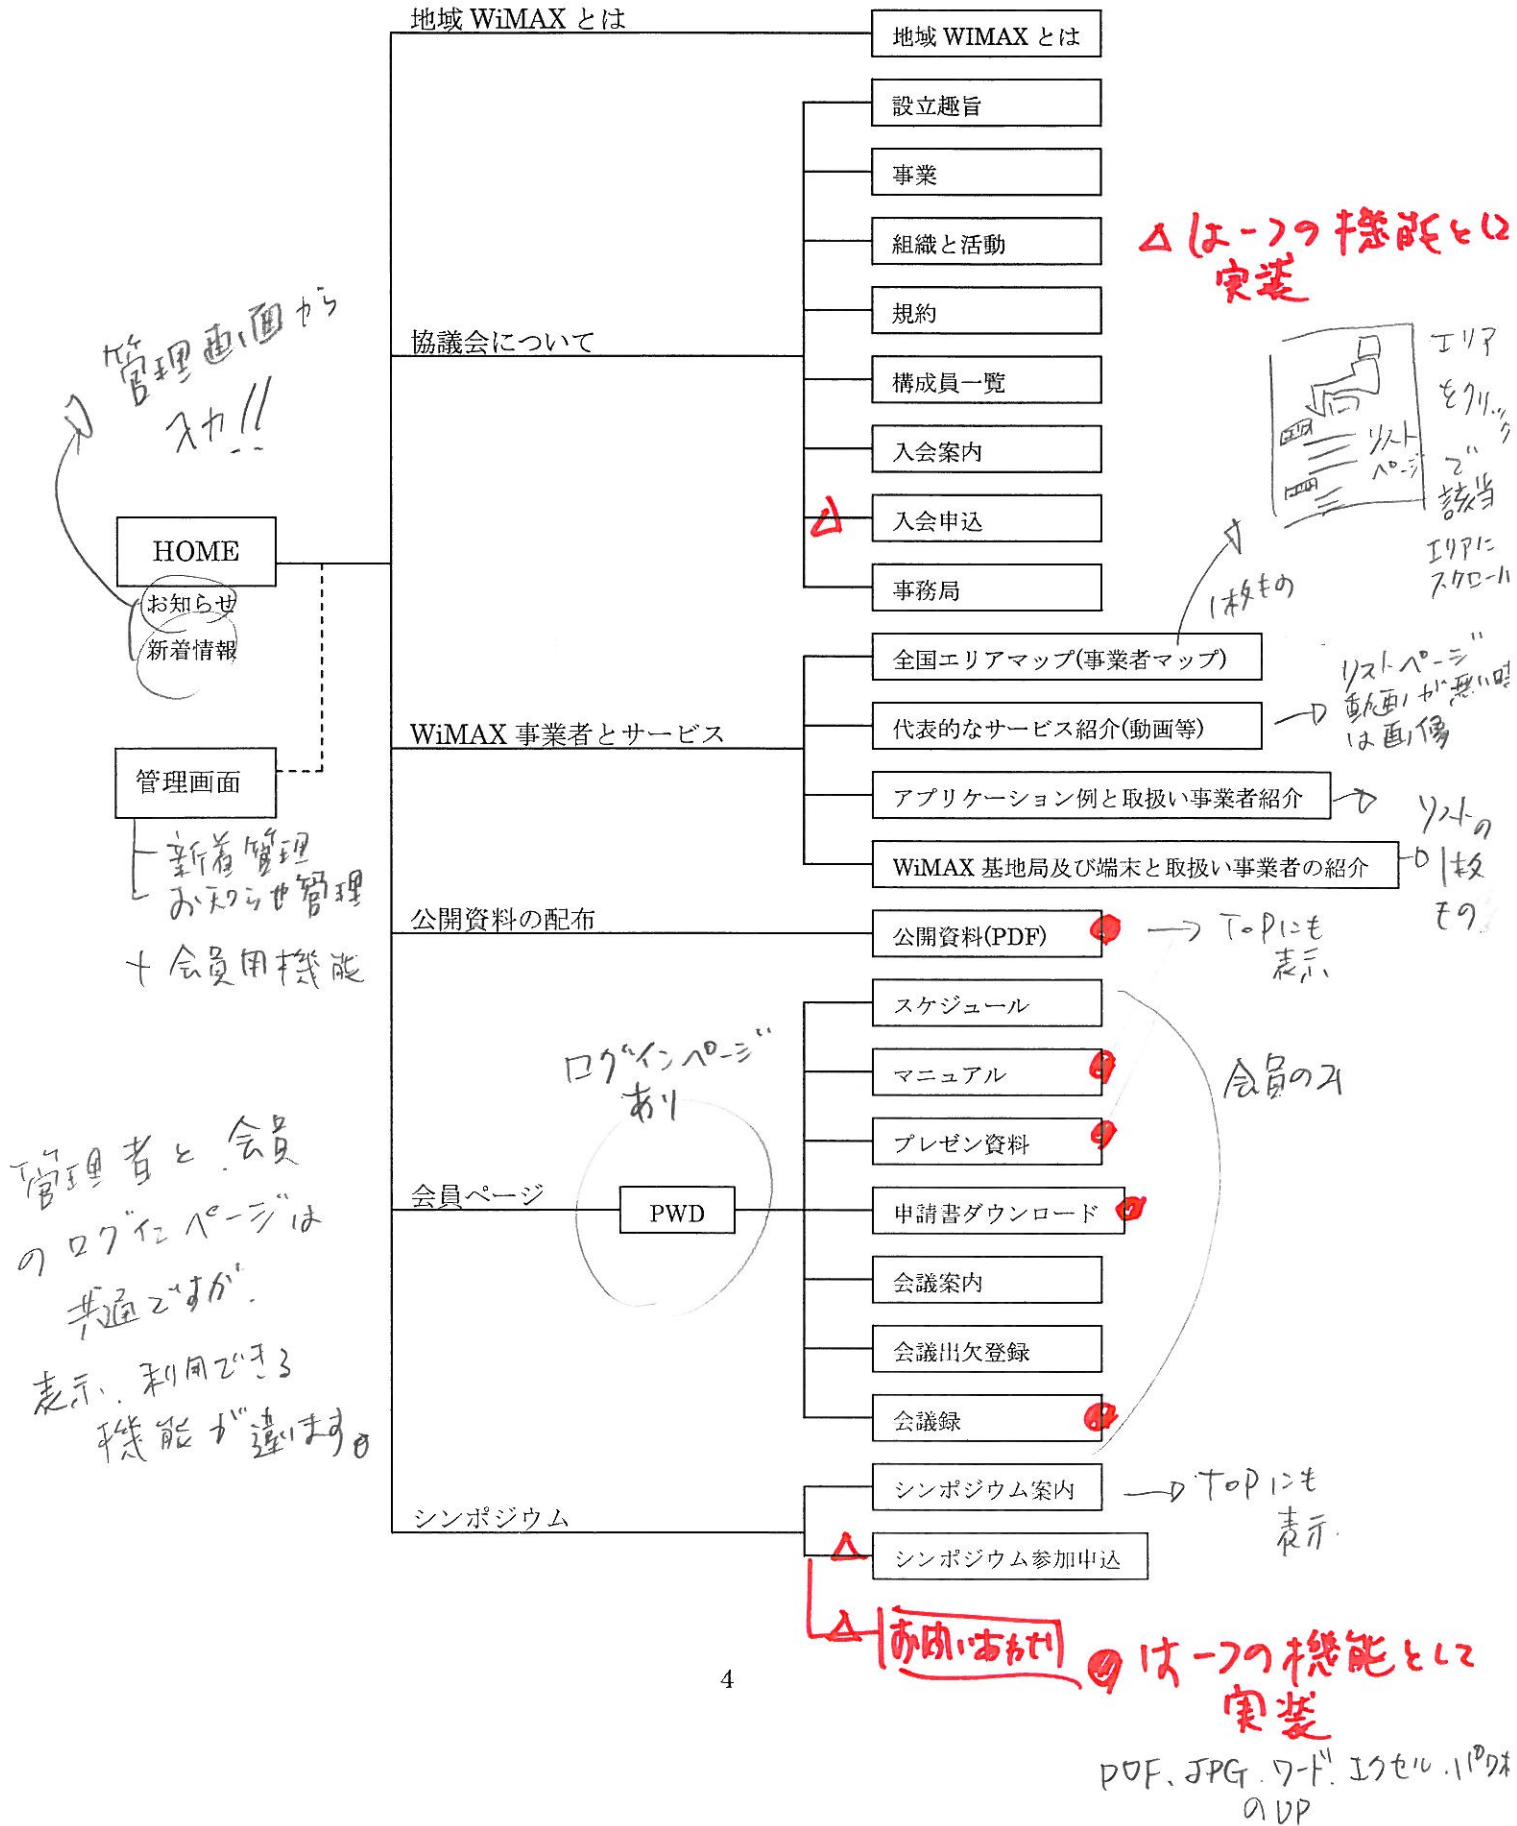 地域 WiMAX とは
地域 WIMAX とは
設立趣旨
事業
組織と活動
△は一つの機能として
実装
規約
協議会について
構成員一覧
入会案内
入会申込
事務局
管理画面から
入力!!
エリア
をクリック
で
該当
エリアに
スクロール
エリア
リスト
ページ
エリア
1枚もの
HOME
お知らせ
新着情報
管理画面
新着管理
お知らせ管理
+ 会員用機能
WiMAX 事業者とサービス
全国エリアマップ(事業者マップ)
代表的なサービス紹介(動画等)
リストページ
動画が無い時
は画像
アプリケーション例と取扱い事業者紹介
WiMAX 基地局及び端末と取扱い事業者の紹介
リストの
1枚
もの
公開資料の配布
公開資料(PDF)
TOPにも
表示
会員ページ
ログインページ
あり
PWD
スケジュール
マニュアル
プレゼン資料
申請書ダウンロード
会議案内
会議出欠登録
会議録
会員のみ
管理者と会員
のログインページは
共通ですが、
表示、利用できる
機能が違います。
シンポジウム
シンポジウム案内
TOPにも
表示
△
シンポジウム参加申込
△
お問いあわせ
●は一つの機能として
実装
PDF、JPG、ワード、エクセル、パワポ
のUP
4